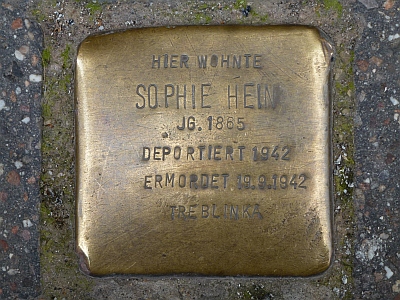 HIER WOHNTE
SOPHIE HEIN
JG. 1865
DEPORTIERT 1942
ERMORDET 19.9.1942
TREBLINKA